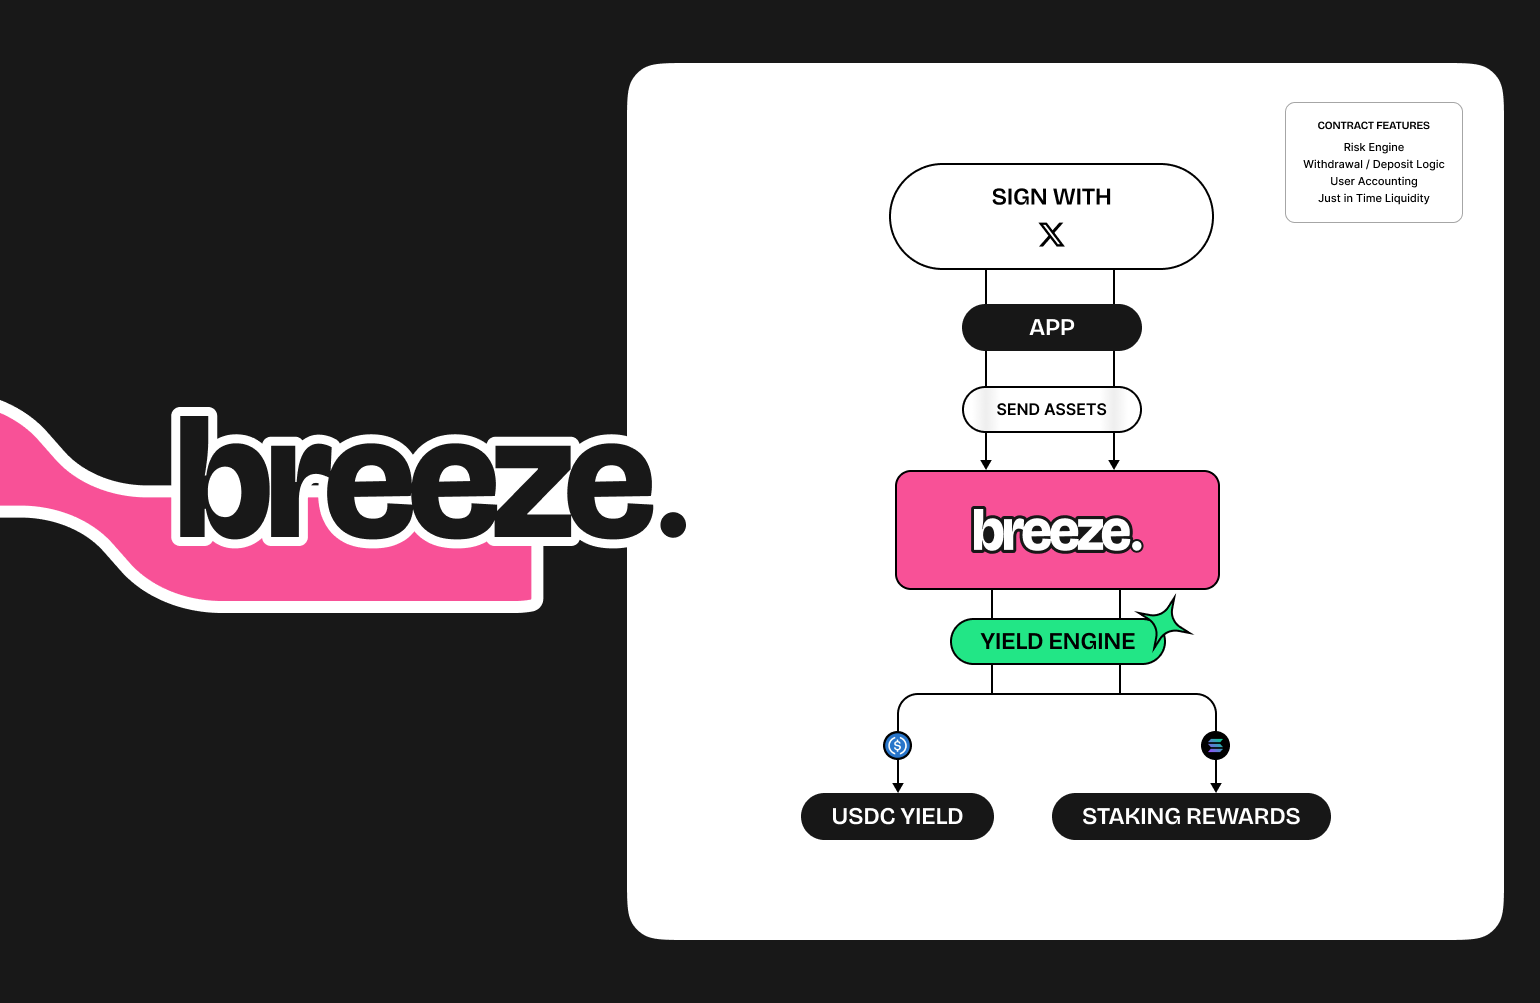 breeze.
CONTRACT FEATURES
Risk Engine
Withdrawal / Deposit Logic
User Accounting
Just in Time Liquidity
SIGN WITH
X
APP
SEND ASSETS
breeze.
YIELD ENGINE
USDC YIELD
STAKING REWARDS